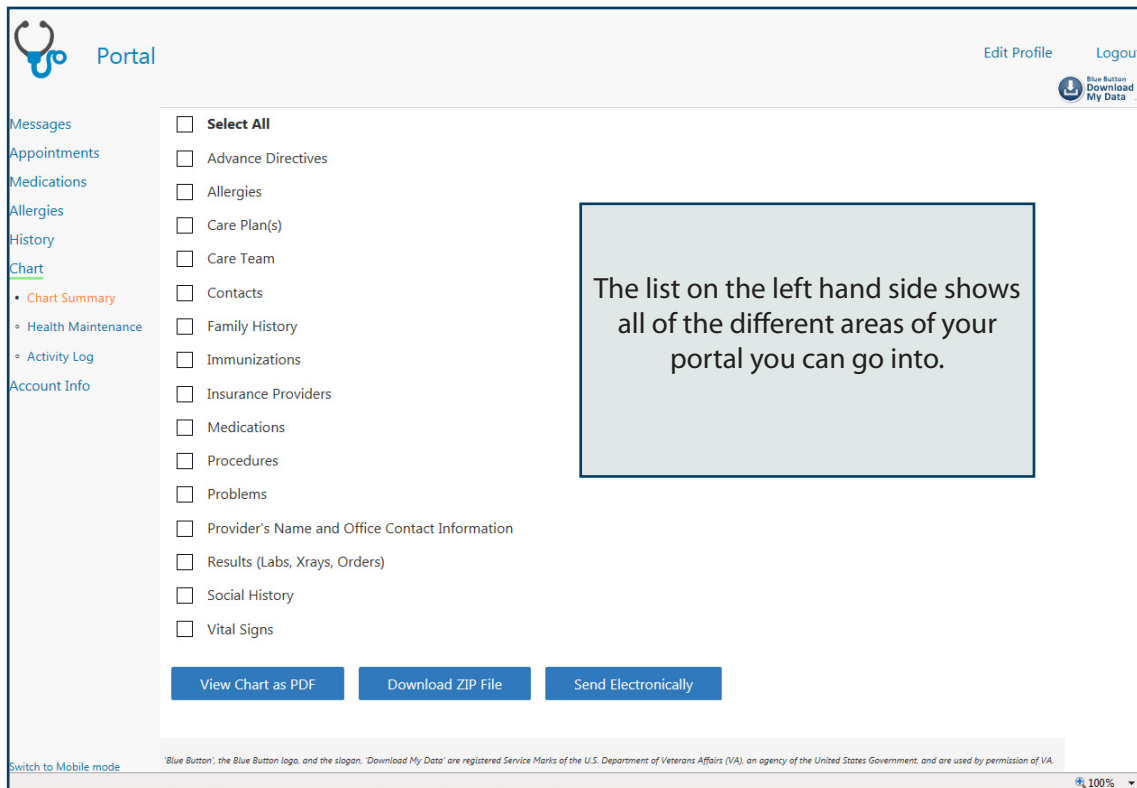 Portal
Edit Profile
Logout
Blue Button
Download
My Data
Messages
Appointments
Medications
Allergies
History
Chart
• Chart Summary
◦ Health Maintenance
◦ Activity Log
Account Info
Select All
Advance Directives
Allergies
Care Plan(s)
Care Team
Contacts
Family History
Immunizations
Insurance Providers
Medications
Procedures
Problems
Provider's Name and Office Contact Information
Results (Labs, Xrays, Orders)
Social History
Vital Signs
The list on the left hand side shows
all of the different areas of your
portal you can go into.
View Chart as PDF
Download ZIP File
Send Electronically
Switch to Mobile mode
'Blue Button', the Blue Button logo, and the slogan, 'Download My Data' are registered Service Marks of the U.S. Department of Veterans Affairs (VA), an agency of the United States Government, and are used by permission of VA.
100%